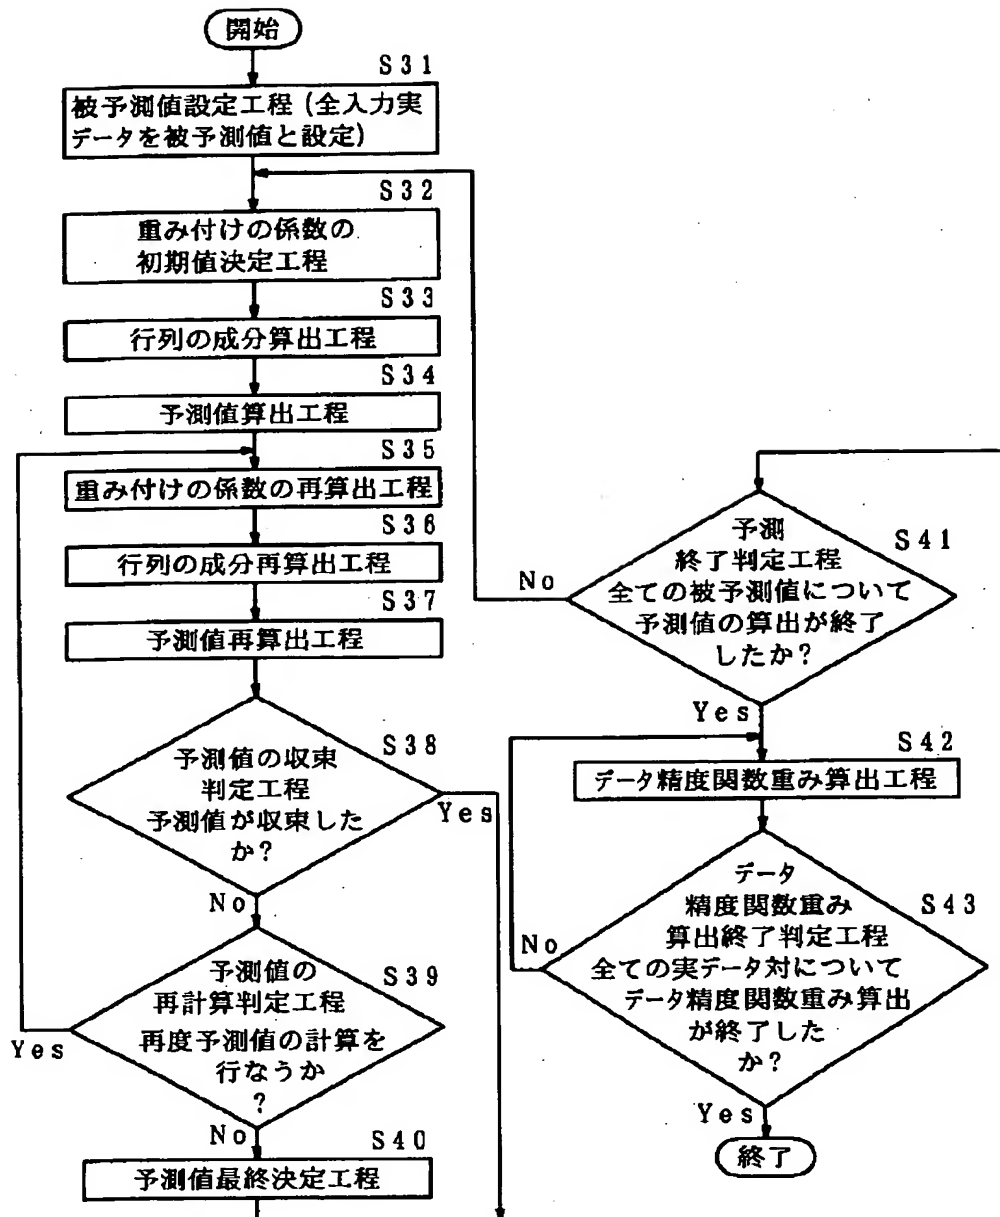 開始
S31
被予測値設定工程(全入力実
データを被予測値と設定)
S32
重み付けの係数の
初期値決定工程
S33
行列の成分算出工程
S34
予測値算出工程
S35
重み付けの係数の再算出工程
S36
行列の成分再算出工程
S37
予測値再算出工程
S38
予測値の収束
判定工程
予測値が収束した
か?
Yes
No
S39
予測値の
再計算判定工程
再度予測値の計算を
行なうか
?
Yes
No
S40
予測値最終決定工程
S41
予測
終了判定工程
全ての被予測値について
予測値の算出が終了
したか?
No
Yes
S42
データ精度関数重み算出工程
S43
データ
精度関数重み
算出終了判定工程
全ての実データ対について
データ精度関数重み算出
が終了した
か?
No
Yes
終了